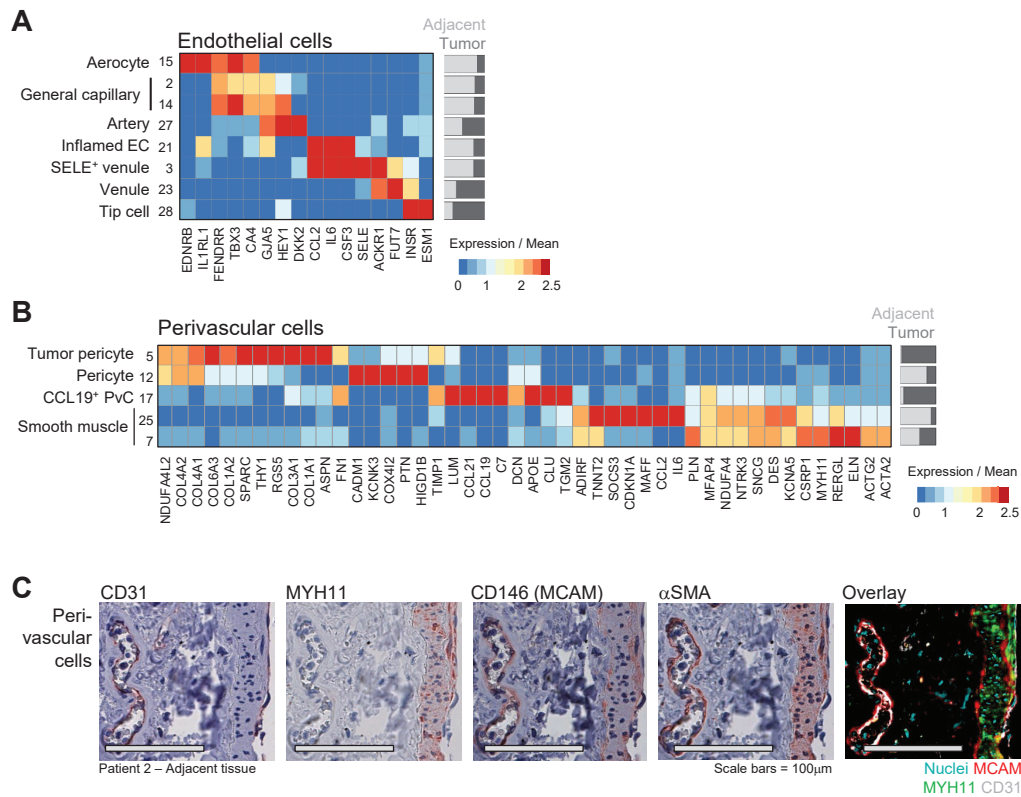 A
Endothelial cells
Adjacent
Tumor
Aerocyte 15
General capillary 2
14
Artery 27
Inflamed EC 21
SELE⁺ venule 3
Venule 23
Tip cell 28
EDNRB IL1RL1 FENDRR TBX3 CA4 GJA5 HEY1 DKK2 CCL2 IL6 CSF3 SELE ACKR1 FUT7 INSR ESM1
Expression / Mean
0 1 2 2.5
B
Perivascular cells
Adjacent
Tumor
Tumor pericyte 5
Pericyte 12
CCL19⁺ PvC 17
Smooth muscle 25
7
NDUFA4L2 COL4A2 COL4A1 COL6A3 COL1A2 SPARC THY1 RGS5 COL3A1 COL1A1 ASPN FN1 CADM1 KCNK3 COX4I2 PTN HIGD1B TIMP1 LUM CCL21 CCL19 C7 DCN APOE CLU TGM2 ADIRF TNNT2 SOCS3 CDKN1A MAFF CCL2 IL6 PLN MFAP4 NDUFA4 NTRK3 SNCG DES KCNA5 CSRP1 MYH11 RERGL ELN ACTG2 ACTA2
Expression / Mean
0 1 2 2.5
C
Peri-
vascular
cells
CD31 MYH11 CD146 (MCAM) αSMA Overlay
Patient 2 – Adjacent tissue
Scale bars = 100μm
Nuclei MCAM
MYH11 CD31